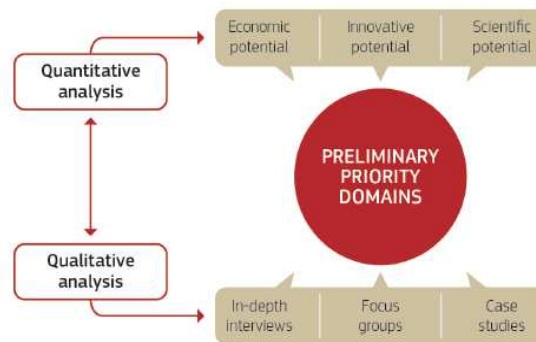 Economic
potential
Innovative
potential
Scientific
potential
Quantitative
analysis
PRELIMINARY
PRIORITY
DOMAINS
Qualitative
analysis
In-depth
interviews
Focus
groups
Case
studies